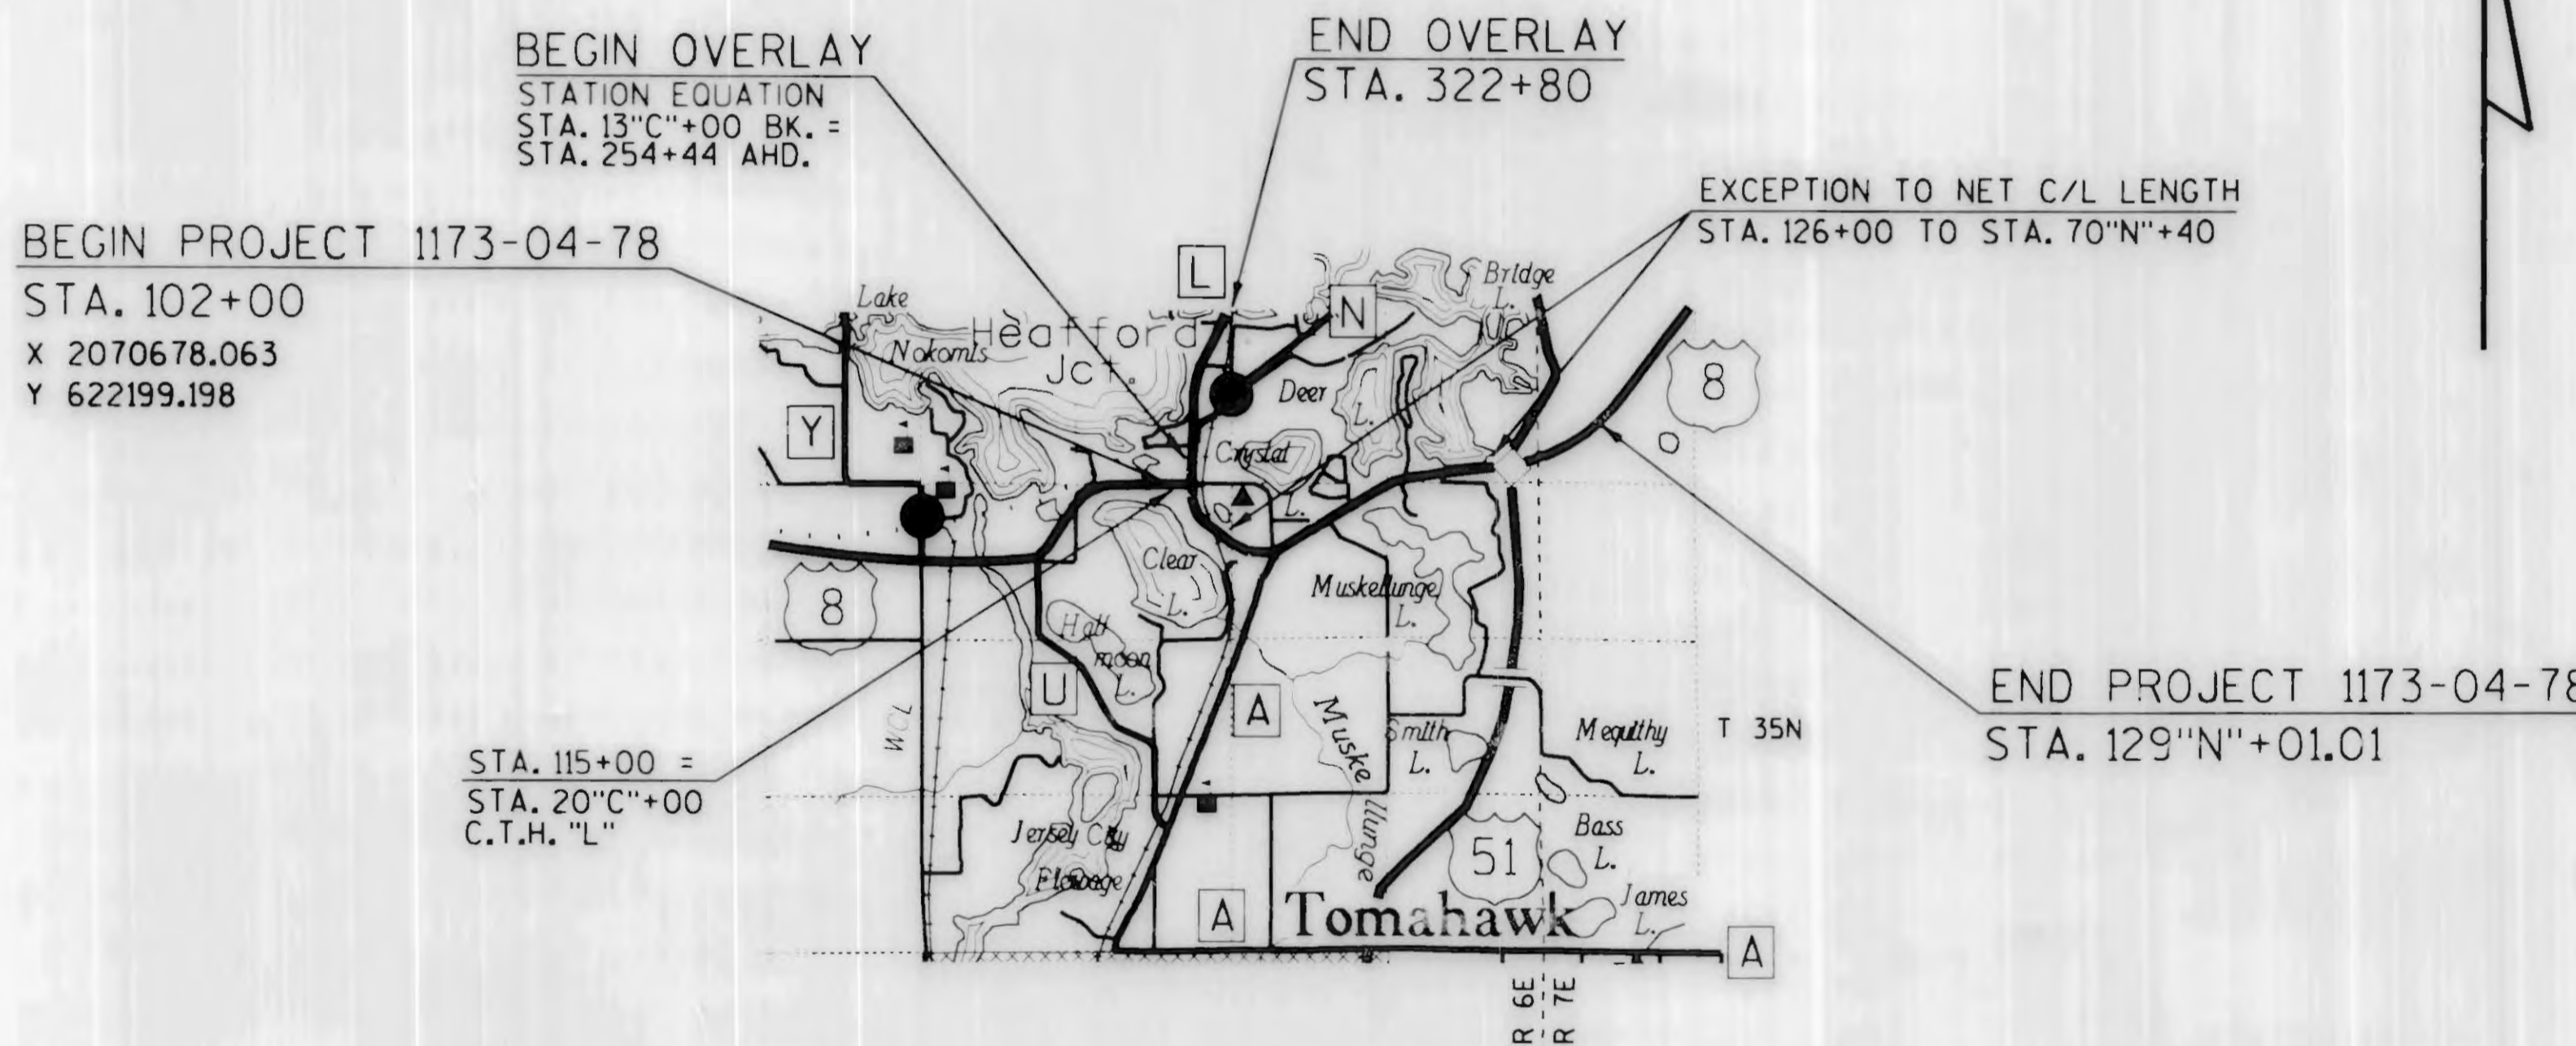 BEGIN OVERLAY
STATION EQUATION
STA. 13"C"+00 BK. =
STA. 254+44 AHD.
END OVERLAY
STA. 322+80
EXCEPTION TO NET C/L LENGTH
STA. 126+00 TO STA. 70"N"+40
BEGIN PROJECT 1173-04-78
STA. 102+00
X 2070678.063
Y 622199.198
L
N
Bridge
L.
Lake
Nokomis
Heafford
Jct.
Deer
L.
8
Y
Crystal
L.
8
Clear
L.
Muskellunge
L.
Half
moon
L.
U
A
WCL
Muske
llunge
Smith
L.
Mequithy
L.
T 35N
END PROJECT 1173-04-78
STA. 129"N"+01.01
STA. 115+00 =
STA. 20"C"+00
C.T.H. "L"
Jersey City
Flowage
51
Bass
L.
James
L.
A
Tomahawk
A
R 6E
R 7E